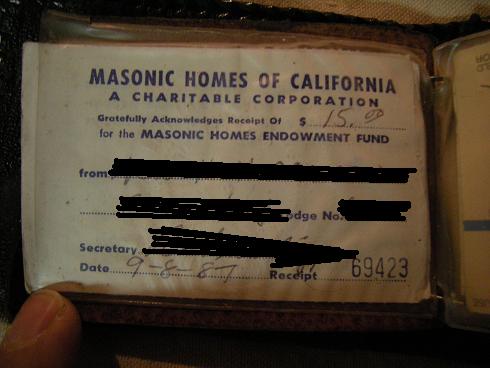 MASONIC HOMES OF CALIFORNIA
A CHARITABLE CORPORATION
Gratefully Acknowledges Receipt Of $ 15.00
for the MASONIC HOMES ENDOWMENT FUND
from
odge No.
Secretary
Date 9-8-87 Receipt 69423